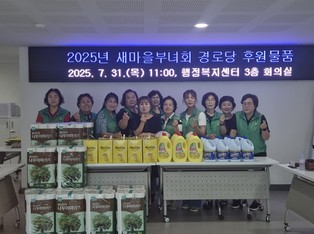 2025년 새마을부녀회 경로당 후원물품
2025. 7. 31.(목) 11:00, 행정복지센터 3층 회의실